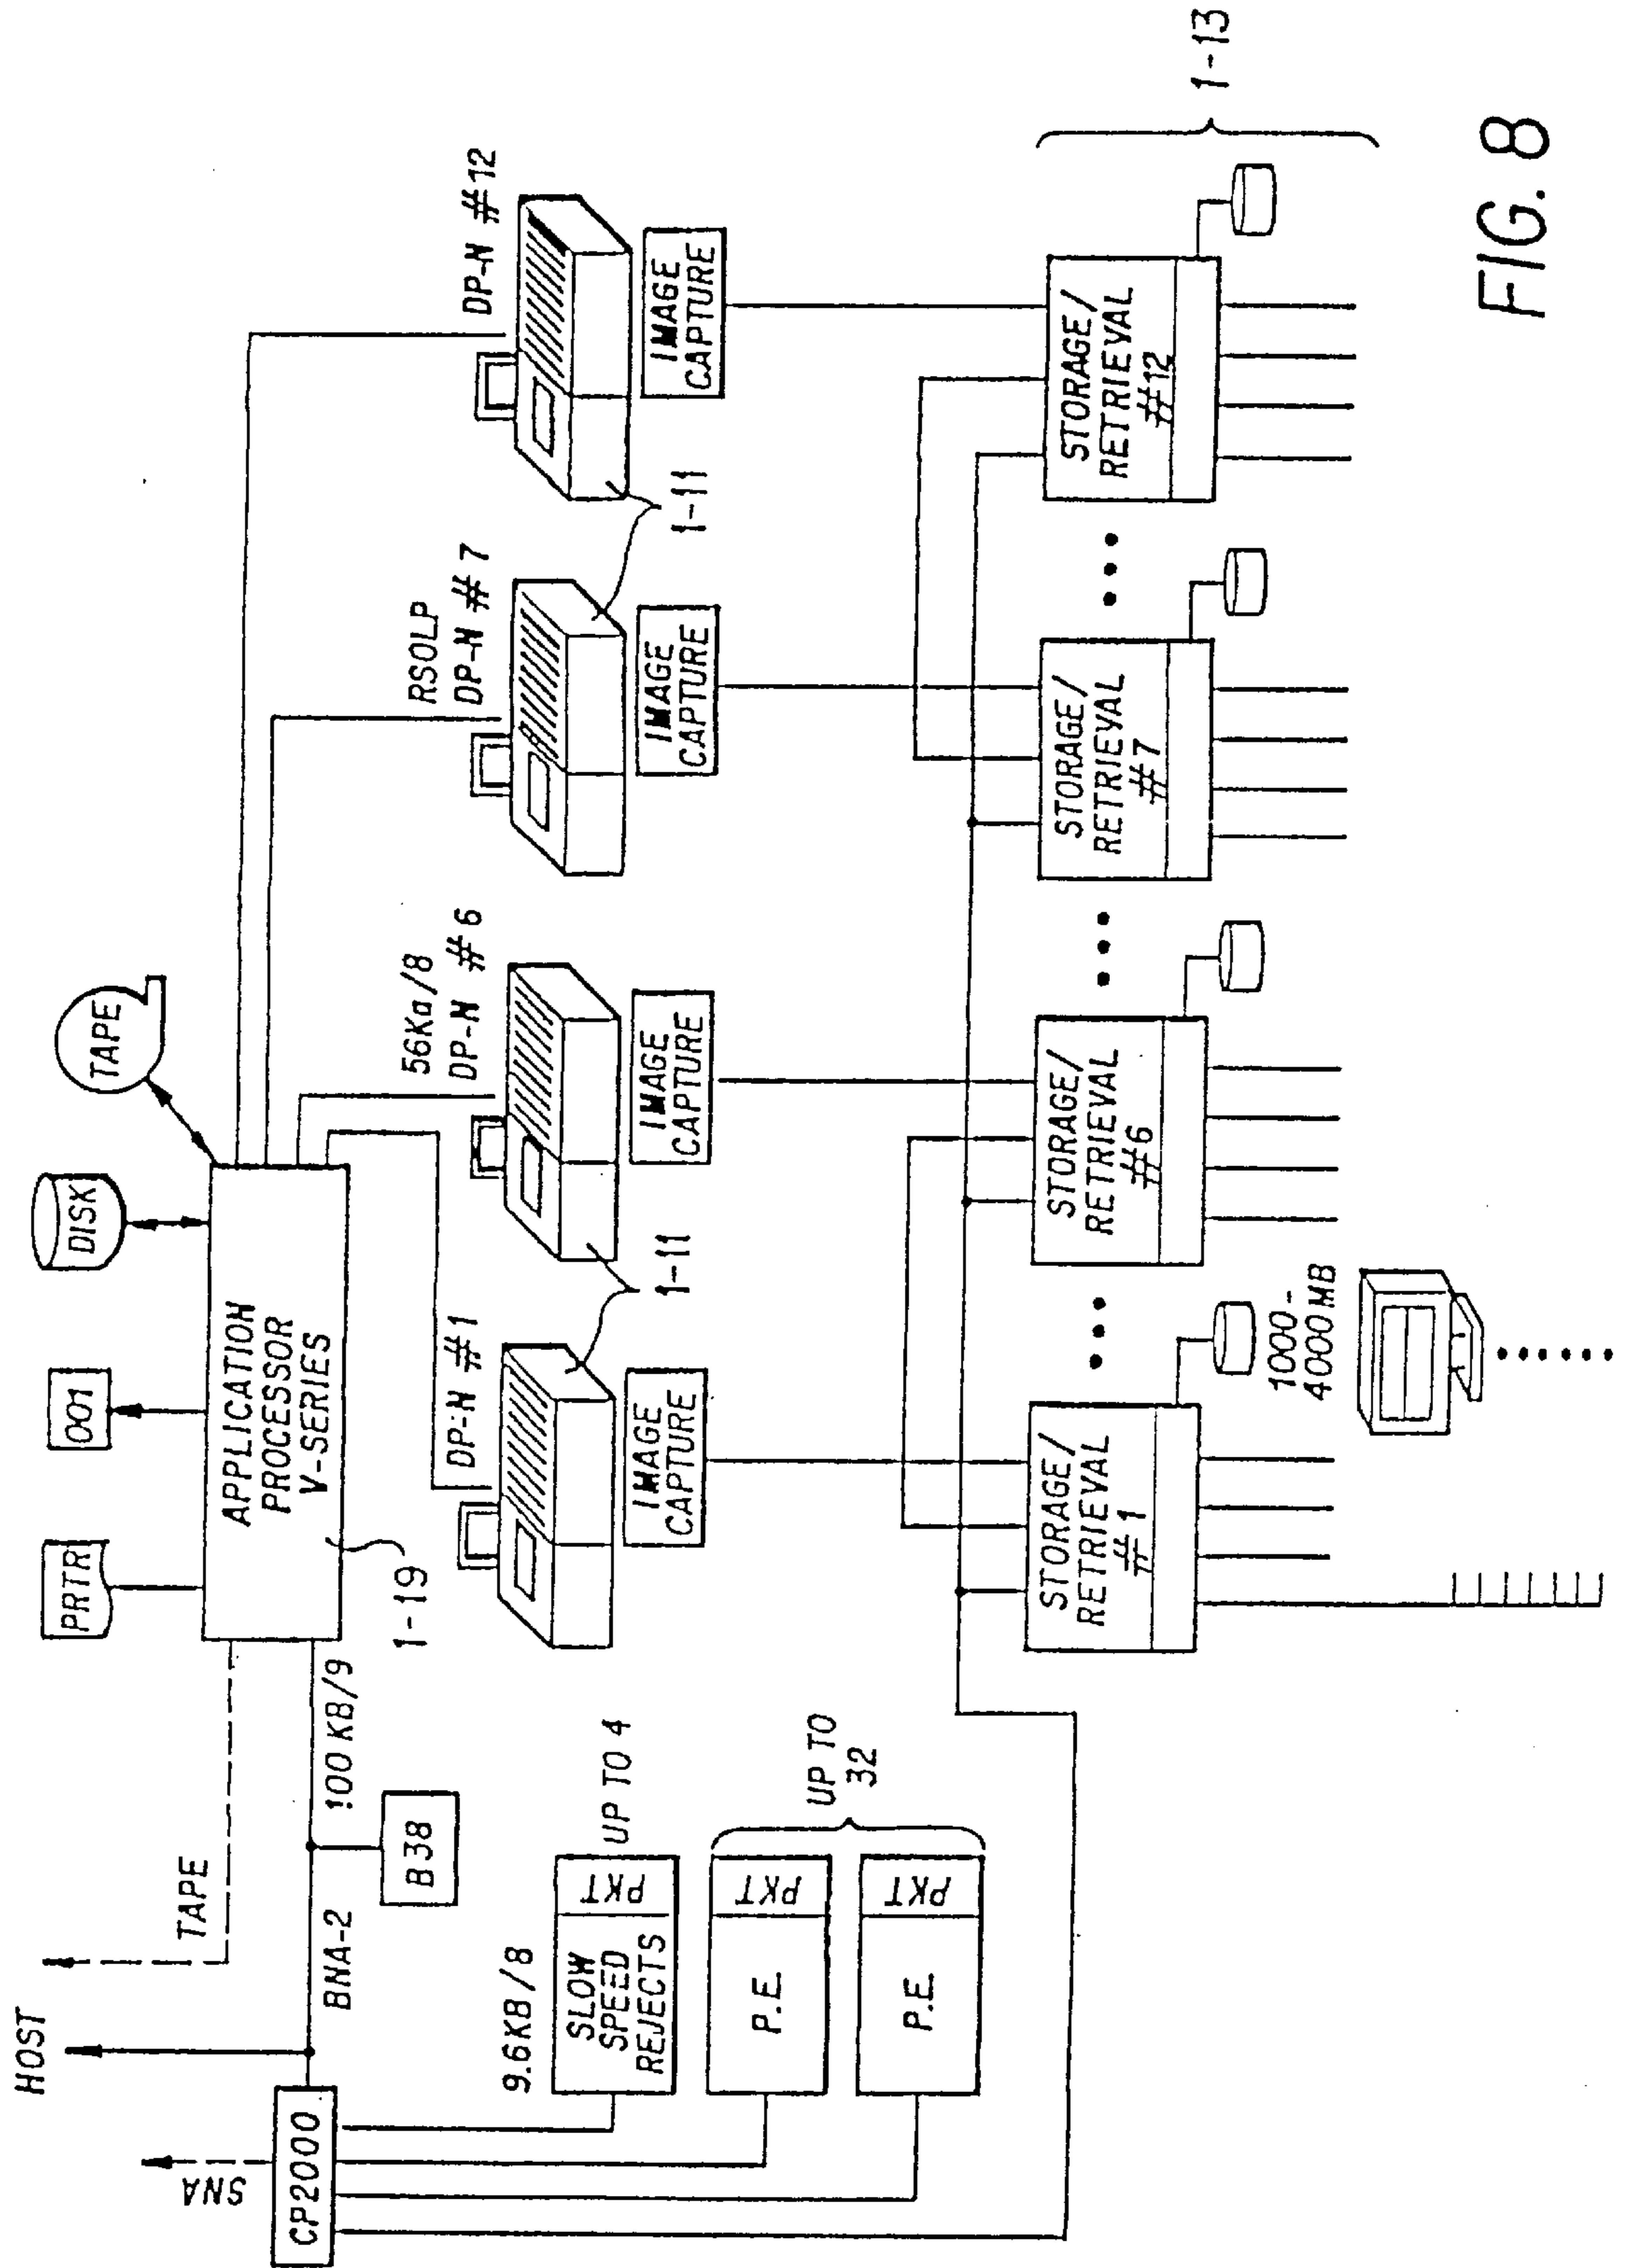 HOST
SNA
CP2000
TAPE
BNA-2
100 KB/9
B38
PRTR
001
DISK
TAPE
APPLICATION
PROCESSOR
V-SERIES
1-19
9.6KB/8
SLOW
SPEED
REJECTS
PKT
UP TO 4
P.E.
PKT
P.E.
PKT
UP TO
32
DP-N #1
56Ka/8
DP-N #6
RSOLP
DP-N #7
DP-N #12
1-11
1-11
IMAGE
CAPTURE
IMAGE
CAPTURE
IMAGE
CAPTURE
IMAGE
CAPTURE
STORAGE/
RETRIEVAL
#1
STORAGE/
RETRIEVAL
#6
STORAGE/
RETRIEVAL
#7
STORAGE/
RETRIEVAL
#12
1000-
4000MB
1-13
FIG. 8